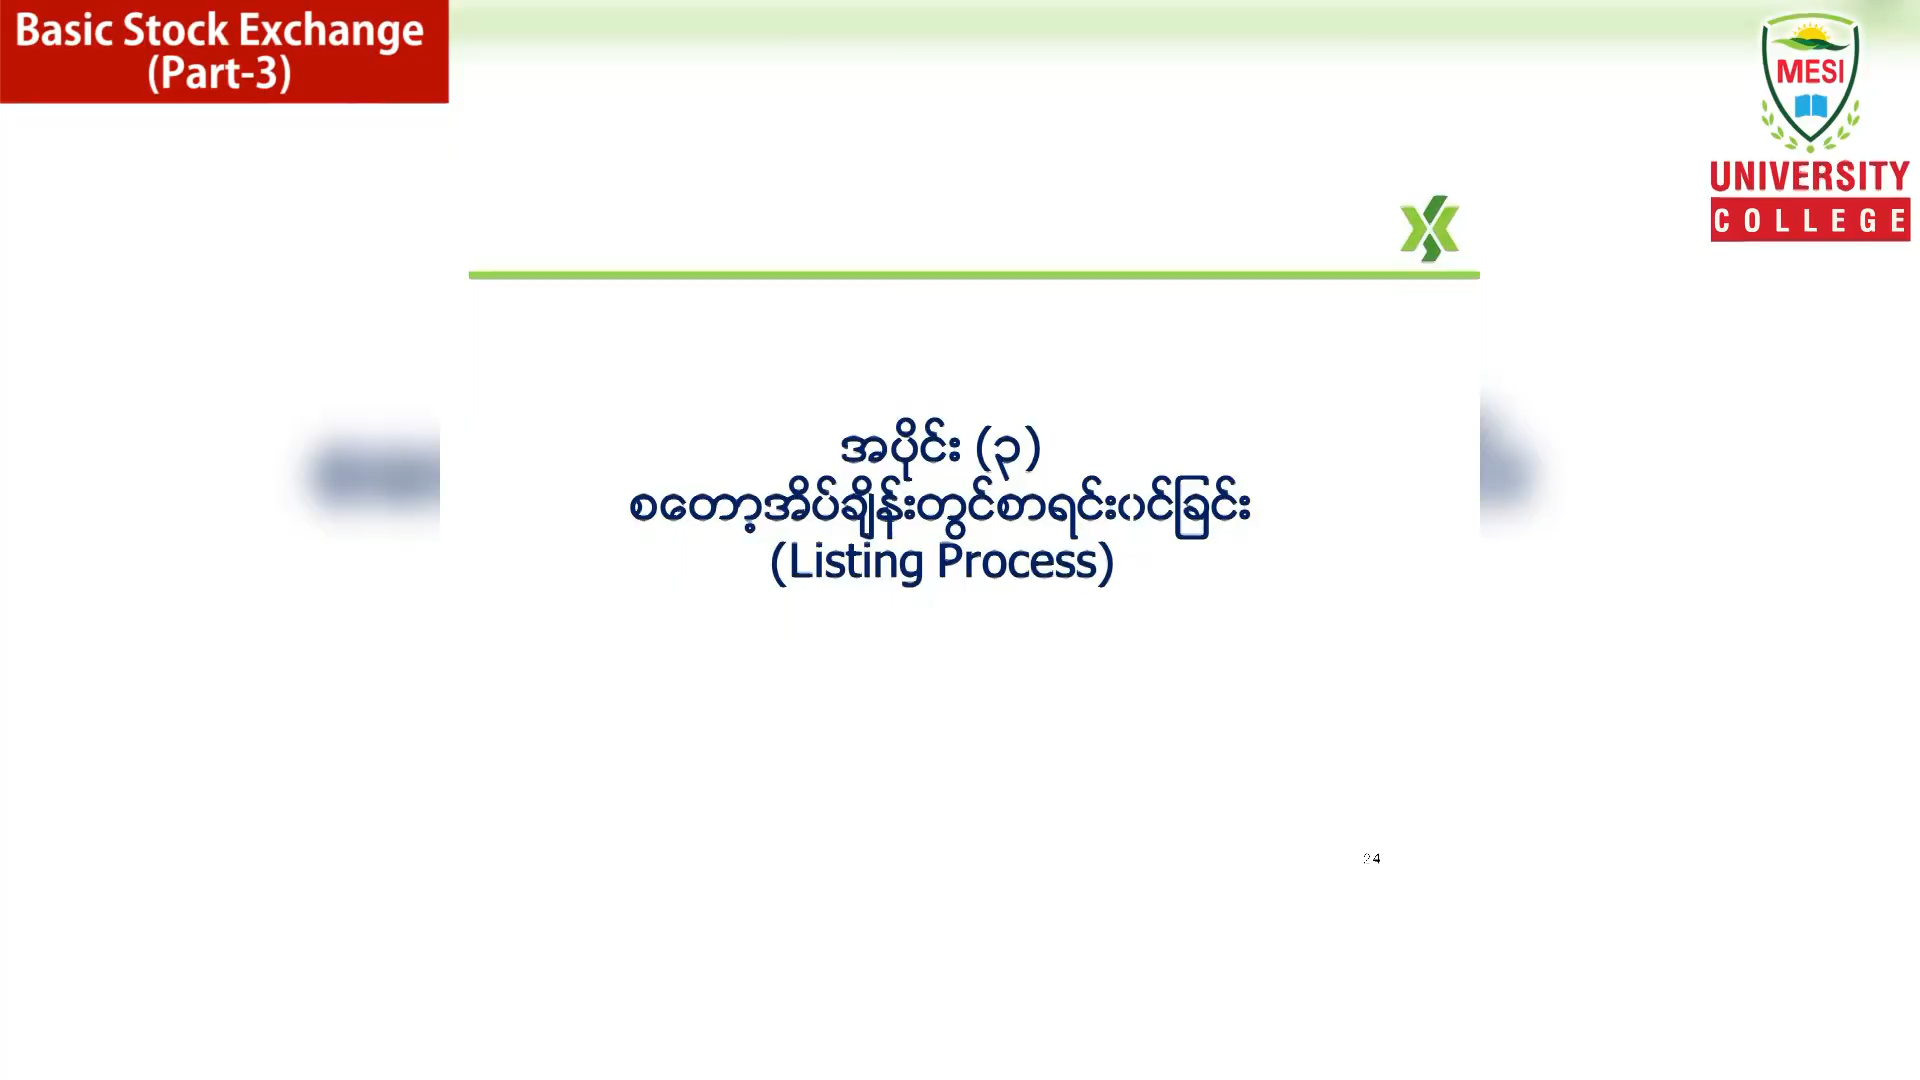 Basic Stock Exchange
(Part-3)
MESI
UNIVERSITY
COLLEGE
အပိုင်း (၃)
စတော့အိပ်ချိန်းတွင်စာရင်းဝင်ခြင်း
(Listing Process)
24